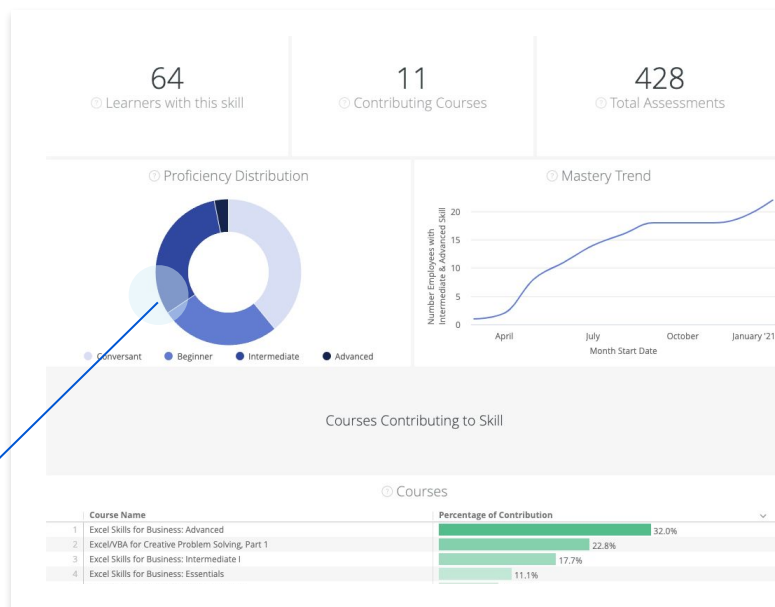 64
Learners with this skill
11
Contributing Courses
428
Total Assessments
Proficiency Distribution
Conversant Beginner Intermediate Advanced
Mastery Trend
Number Employees with
Intermediate & Advanced Skill
20
15
10
5
0
April July October January '21
Month Start Date
Courses Contributing to Skill
Courses
Course Name Percentage of Contribution
1 Excel Skills for Business: Advanced 32.0%
2 Excel/VBA for Creative Problem Solving, Part 1 22.8%
3 Excel Skills for Business: Intermediate I 17.7%
4 Excel Skills for Business: Essentials 11.1%